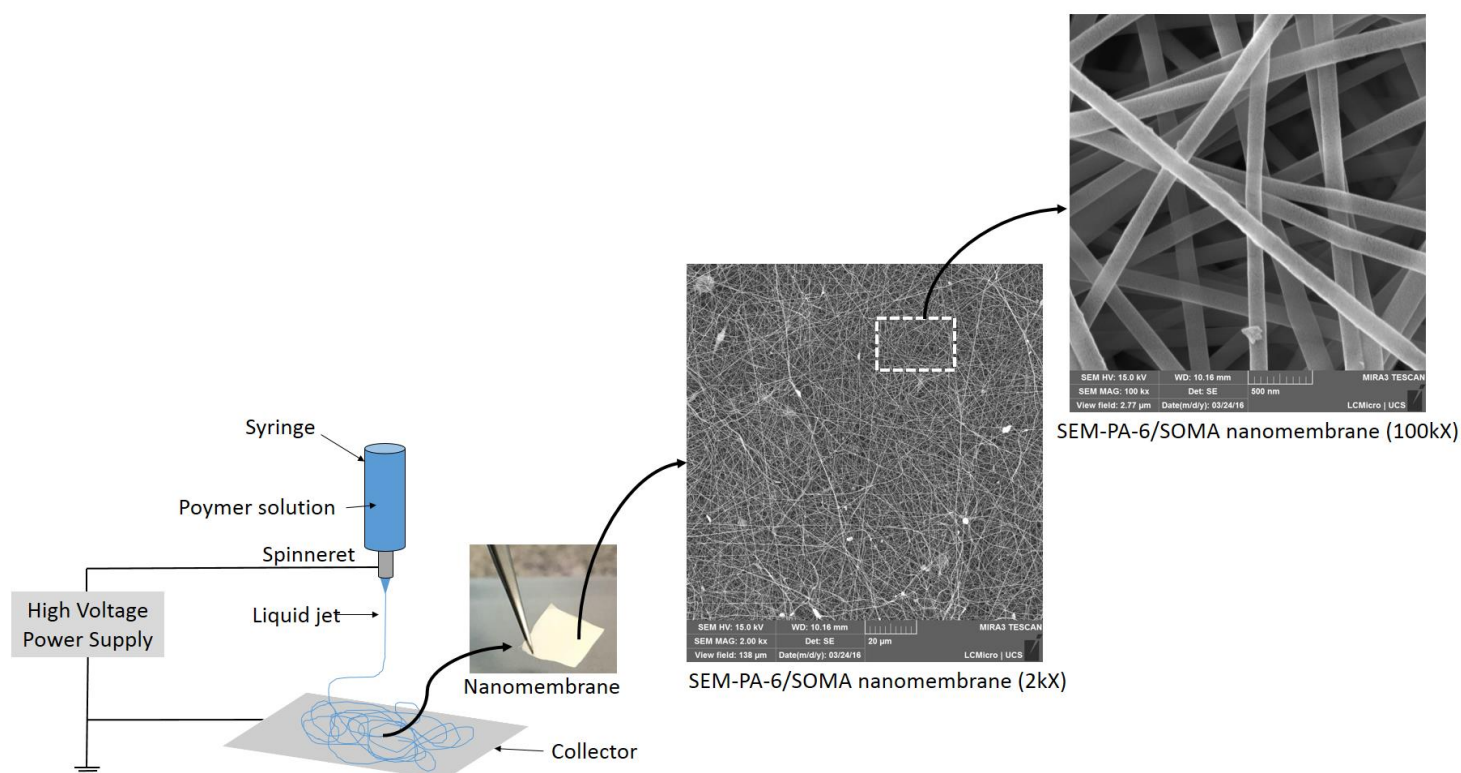 Syringe
Poymer solution
Spinneret
High Voltage
Power Supply
Liquid jet
Collector
Nanomembrane
SEM HV: 15.0 kV WD: 10.16 mm MIRA3 TESCAN
SEM MAG: 2.00 kx Det: SE 20 µm
View field: 138 µm Date(m/d/y): 03/24/16 LCMicro | UCS
SEM-PA-6/SOMA nanomembrane (2kX)
SEM HV: 15.0 kV WD: 10.16 mm MIRA3 TESCAN
SEM MAG: 100 kx Det: SE 500 nm
View field: 2.77 µm Date(m/d/y): 03/24/16 LCMicro | UCS
SEM-PA-6/SOMA nanomembrane (100kX)